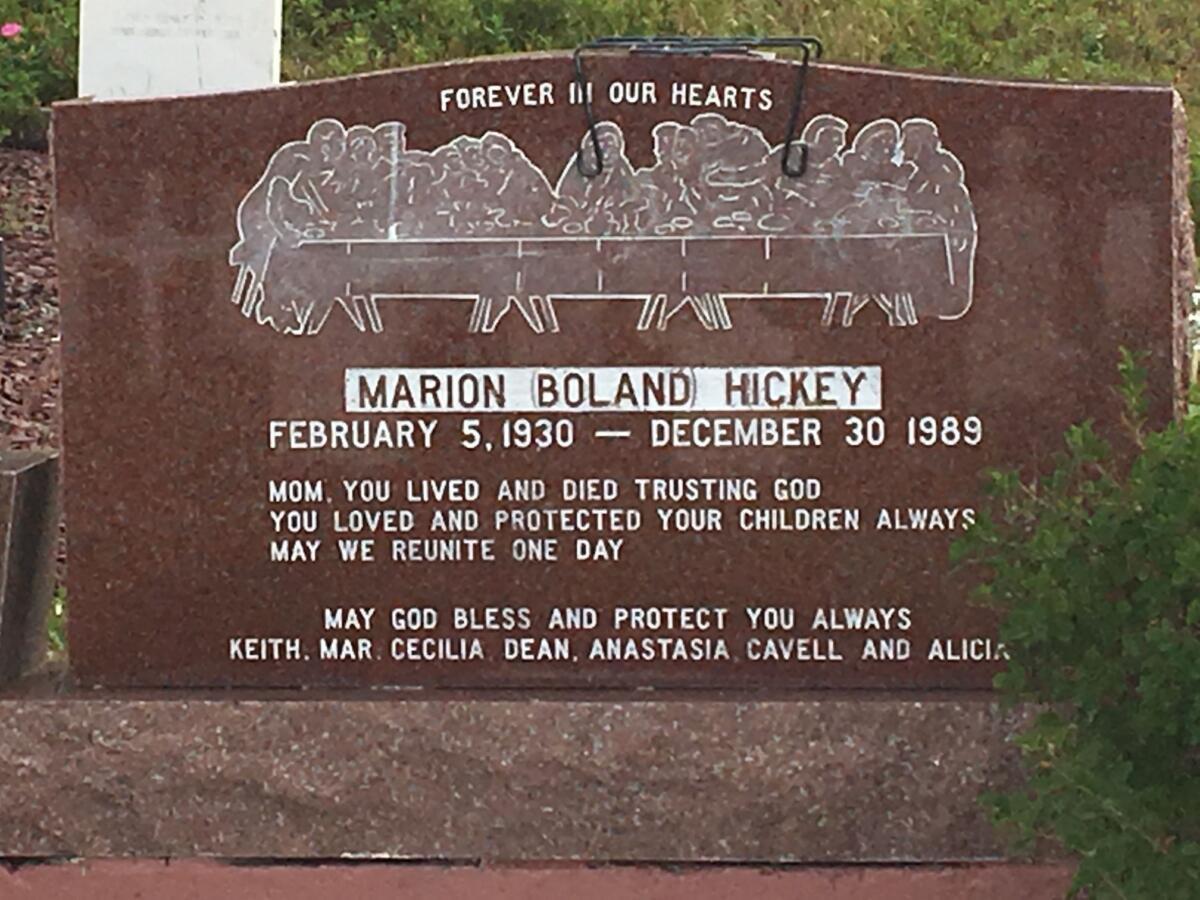 FOREVER IN OUR HEARTS
MARION (BOLAND) HICKEY
FEBRUARY 5, 1930 — DECEMBER 30 1989
MOM, YOU LIVED AND DIED TRUSTING GOD
YOU LOVED AND PROTECTED YOUR CHILDREN ALWAYS
MAY WE REUNITE ONE DAY
MAY GOD BLESS AND PROTECT YOU ALWAYS
KEITH, MAR, CECILIA, DEAN, ANASTASIA, CAVELL AND ALICIA